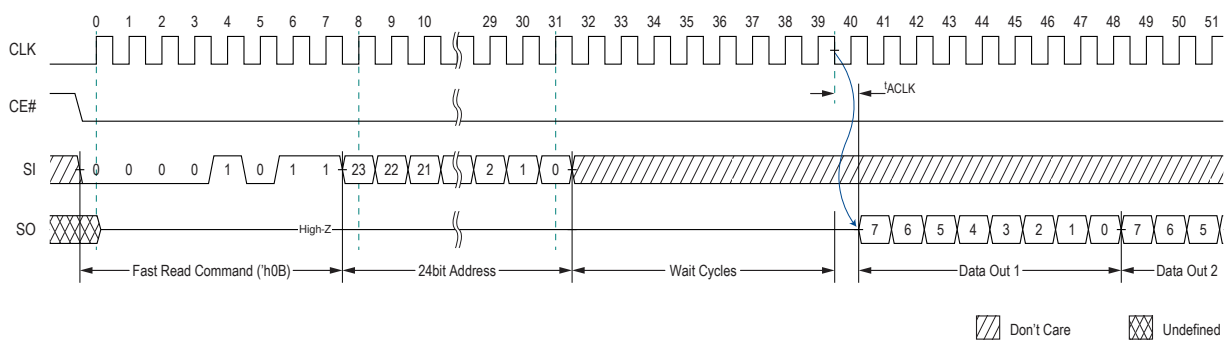 0 1 2 3 4 5 6 7 8 9 10 29 30 31 32 33 34 35 36 37 38 39 40 41 42 43 44 45 46 47 48 49 50 51
CLK
tACLK
CE#
SI 0 0 0 0 1 0 1 1 23 22 21 2 1 0
SO High-Z 7 6 5 4 3 2 1 0 7 6 5
Fast Read Command ('h0B) 24bit Address Wait Cycles Data Out 1 Data Out 2
Don't Care Undefined